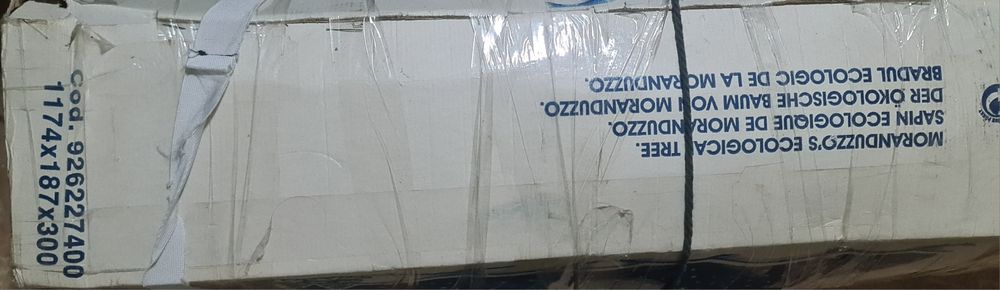 MORANDUZZO'S ECOLOGICAL TREE.
SAPIN ECOLOGIQUE DE MORANDUZZO.
DER ÖKOLOGISCHE BAUM VON MORANDUZZO.
BRADUL ECOLOGIC DE LA MORANDUZZO.
cod. 926227400
1174x187x300